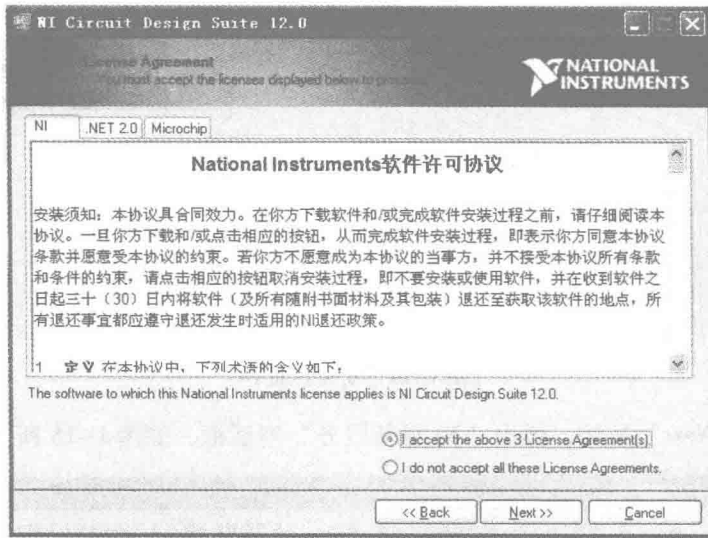 NI Circuit Design Suite 12.0
License Agreement
You must accept the licenses displayed below to
NATIONAL
INSTRUMENTS
NI
.NET 2.0
Microchip
National Instruments软件许可协议
安装须知：本协议具合同效力。在你方下载软件和/或完成软件安装过程之前，请仔细阅读本
协议。一旦你方下载和/或点击相应的按钮，从而完成软件安装过程，即表示你方同意本协议
条款并愿意受本协议的约束。若你方不愿意成为本协议的当事方，并不接受本协议所有条款
和条件的约束，请点击相应的按钮取消安装过程，即不要安装或使用软件，并在收到软件之
日起三十（30）日内将软件（及所有随附书面材料及其包装）退还至获取该软件的地点，所
有退还事宜都应遵守退还发生时适用的NI退还政策。
1 定义 在本协议中，下列术语的含义如下：
The software to which this National Instruments license applies is NI Circuit Design Suite 12.0.
I accept the above 3 License Agreement(s).
I do not accept all these License Agreements.
<< Back
Next >>
Cancel